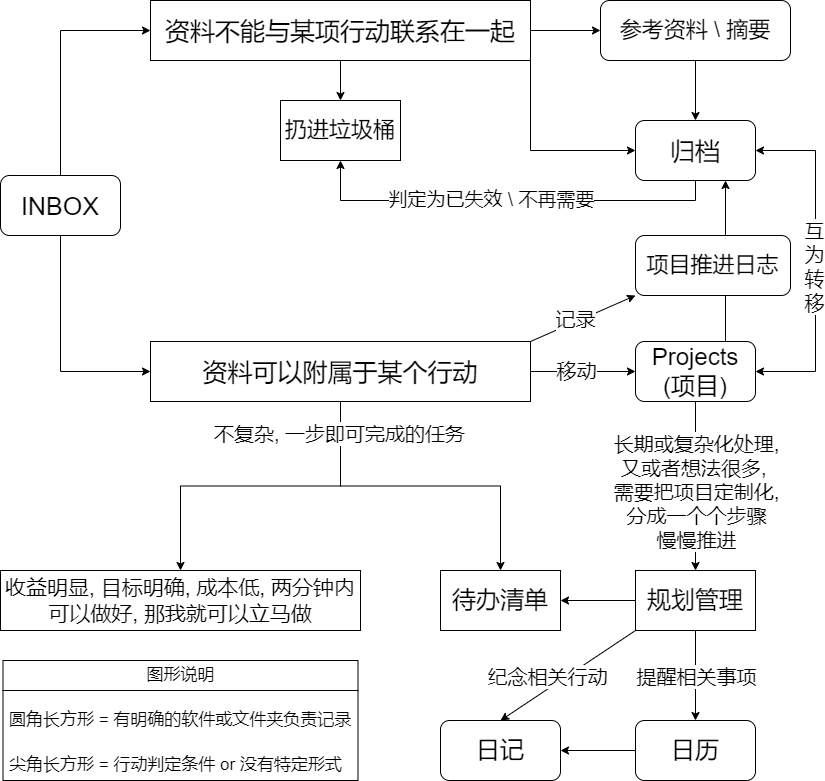 资料不能与某项行动联系在一起
参考资料 \ 摘要
扔进垃圾桶
归档
INBOX
判定为已失效 \ 不再需要
互
为
转
移
项目推进日志
记录
资料可以附属于某个行动
移动
Projects
(项目)
不复杂, 一步即可完成的任务
长期或复杂化处理,
又或者想法很多,
需要把项目定制化,
分成一个个步骤
慢慢推进
收益明显, 目标明确, 成本低, 两分钟内
可以做好, 那我就可以立马做
待办清单
规划管理
纪念相关行动
提醒相关事项
日记
日历
图形说明
圆角长方形 = 有明确的软件或文件夹负责记录
尖角长方形 = 行动判定条件 or 没有特定形式